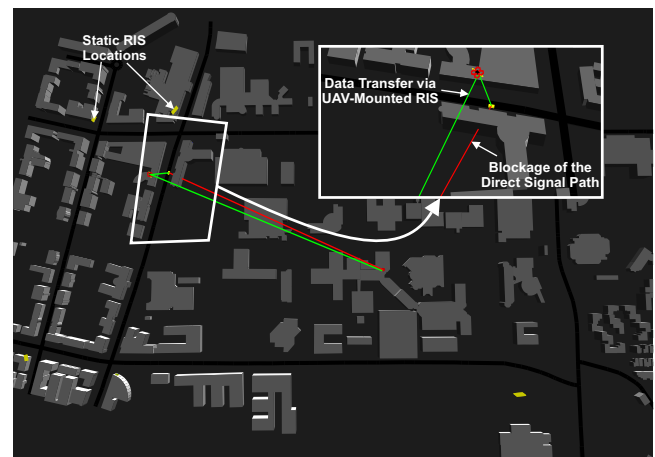 Static RIS
Locations
Data Transfer via
UAV-Mounted RIS
Blockage of the
Direct Signal Path